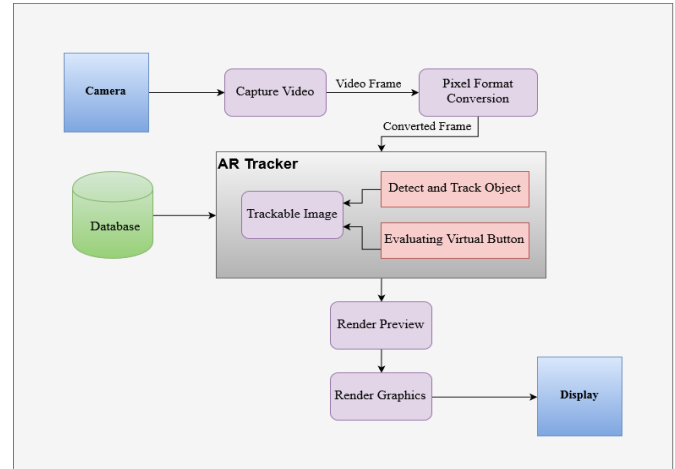 Camera
Capture Video
Video Frame
Pixel Format
Conversion
Converted Frame
AR Tracker
Detect and Track Object
Trackable Image
Evaluating Virtual Button
Database
Render Preview
Render Graphics
Display